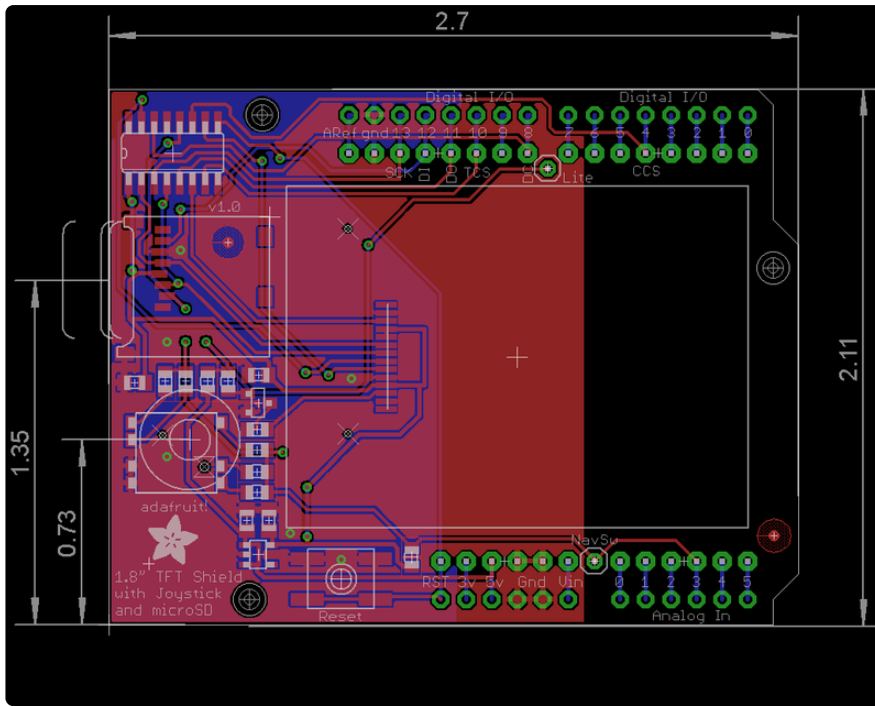 2.7
Digital I/O Digital I/O
ARef gnd 13 12 11 10 9 8 7 6 5 4 3 2 1 0
SCK DI DO TCS DC Lite CCS
v1.0
2.11
1.35
0.73
adafruit!
1.8" TFT Shield
with Joystick
and microSD
Reset
NavSw
RST 3v 5v Gnd Vin 0 1 2 3 4 5
Analog In